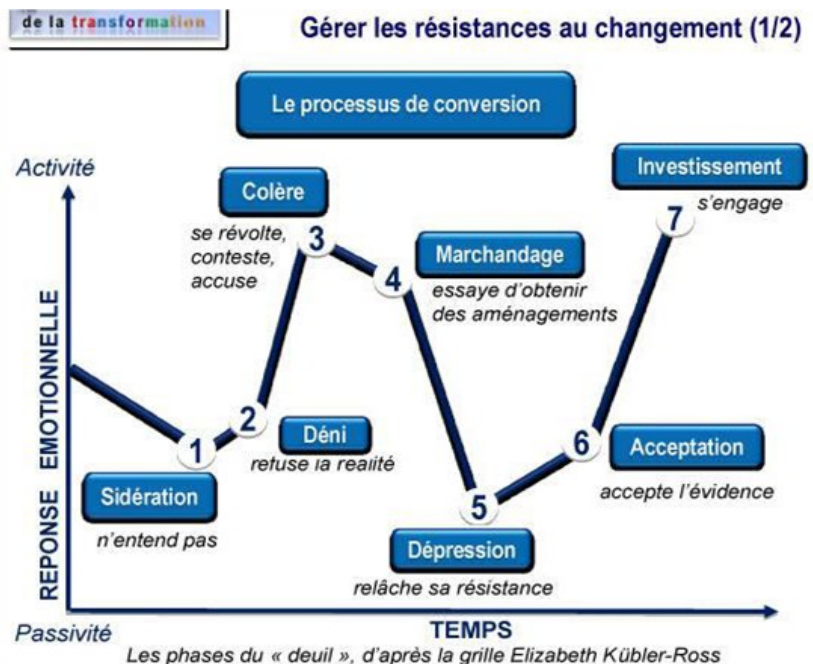 de la transformation
Gérer les résistances au changement (1/2)
Le processus de conversion
Activité
Investissement
s'engage
7
Colère
se révolte,
conteste,
accuse
3
4
Marchandage
essaye d'obtenir
des aménagements
REPONSE EMOTIONNELLE
1
2
Déni
refuse la réalité
Sidération
n'entend pas
6
Acceptation
accepte l'évidence
5
Dépression
relâche sa résistance
Passivité
TEMPS
Les phases du « deuil », d'après la grille Elizabeth Kübler-Ross